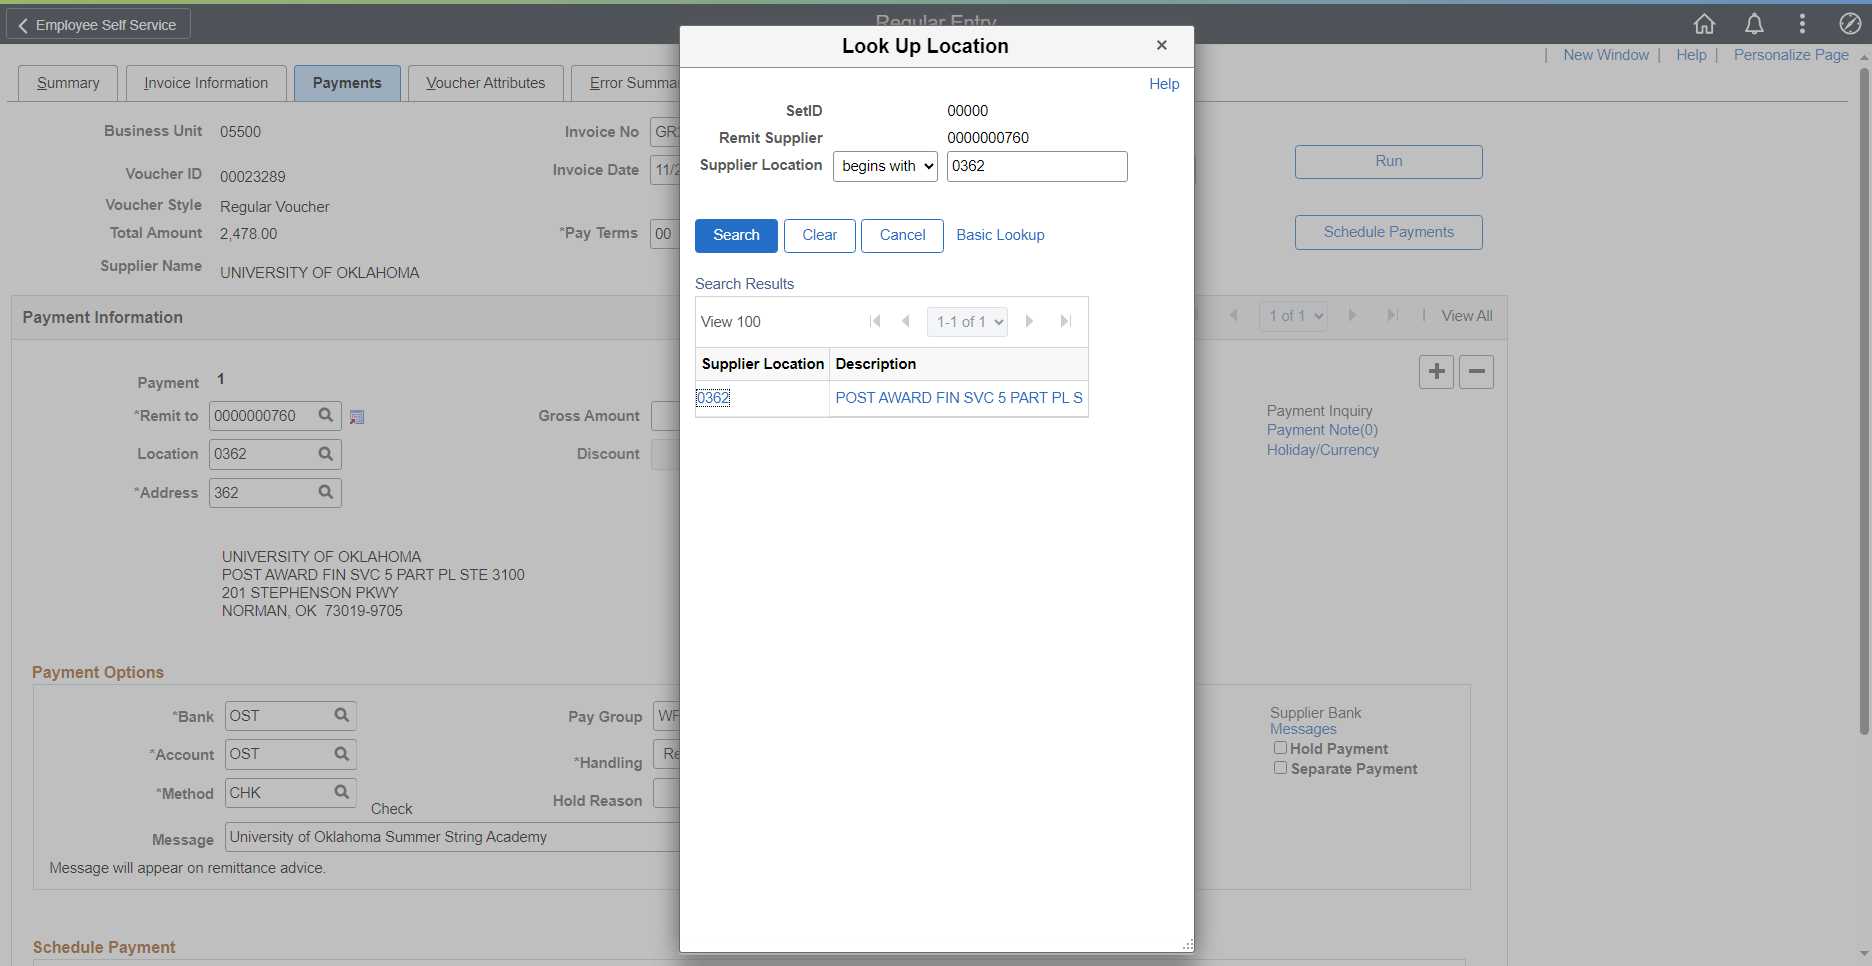 Employee Self Service
Regular Entry
New Window | Help | Personalize Page
Summary
Invoice Information
Payments
Voucher Attributes
Error Summa
Business Unit 05500
Invoice No
Voucher ID 00023289
Invoice Date 11/2
Voucher Style Regular Voucher
Total Amount 2,478.00
*Pay Terms 00
Supplier Name UNIVERSITY OF OKLAHOMA
Run
Schedule Payments
Payment Information
1 of 1
View All
Payment 1
*Remit to 0000000760
Gross Amount
Location 0362
Discount
*Address 362
Payment Inquiry
Payment Note(0)
Holiday/Currency
UNIVERSITY OF OKLAHOMA
POST AWARD FIN SVC 5 PART PL STE 3100
201 STEPHENSON PKWY
NORMAN, OK 73019-9705
Payment Options
*Bank OST
Pay Group
*Account OST
*Handling Re
*Method CHK
Check
Hold Reason
Message University of Oklahoma Summer String Academy
Message will appear on remittance advice.
Supplier Bank
Messages
Hold Payment
Separate Payment
Schedule Payment
Look Up Location
×
Help
SetID 00000
Remit Supplier 0000000760
Supplier Location begins with 0362
Search
Clear
Cancel
Basic Lookup
Search Results
View 100
1-1 of 1
Supplier Location Description
0362 POST AWARD FIN SVC 5 PART PL S